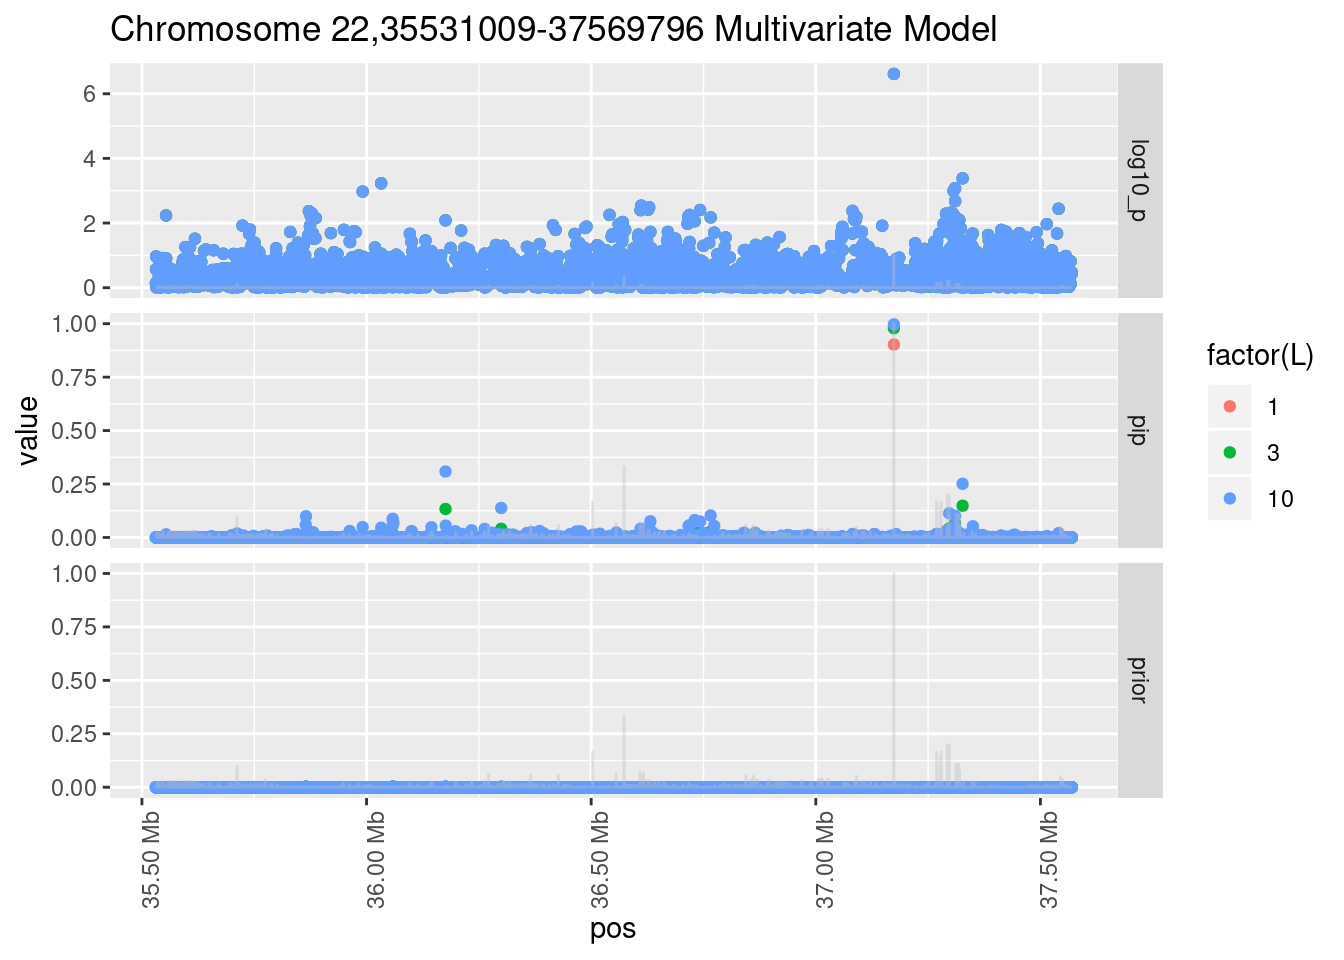 Chromosome 22,35531009-37569796 Multivariate Model
6
4
2
0
log10_p
1.00
0.75
0.50
0.25
0.00
pip
1.00
0.75
0.50
0.25
0.00
prior
value
35.50 Mb
36.00 Mb
36.50 Mb
37.00 Mb
37.50 Mb
pos
factor(L)
1
3
10